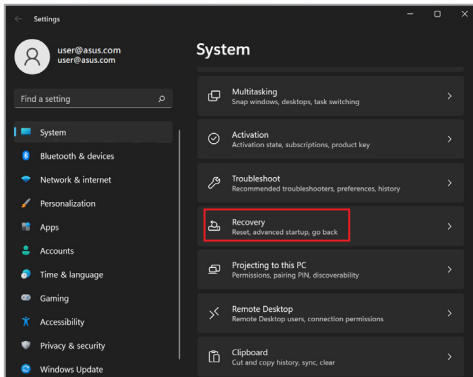 Settings
user@asus.com
user@asus.com
Find a setting
System
Bluetooth & devices
Network & internet
Personalization
Apps
Accounts
Time & language
Gaming
Accessibility
Privacy & security
Windows Update
System
Multitasking
Snap windows, desktops, task switching
Activation
Activation state, subscriptions, product key
Troubleshoot
Recommended troubleshooters, preferences, history
Recovery
Reset, advanced startup, go back
Projecting to this PC
Permissions, pairing PIN, discoverability
Remote Desktop
Remote Desktop users, connection permissions
Clipboard
Cut and copy history, sync, clear